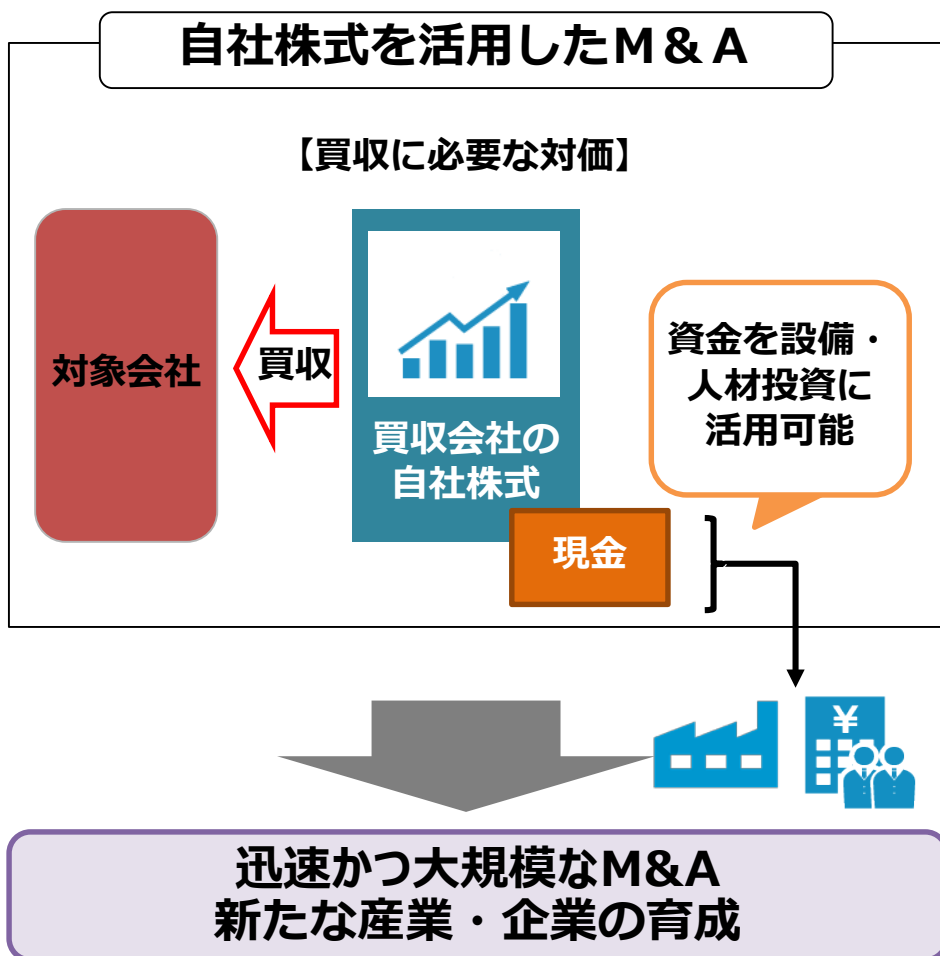 自社株式を活用したM&A
【買収に必要な対価】
対象会社
買収
買収会社の
自社株式
現金
資金を設備・
人材投資に
活用可能
¥
迅速かつ大規模なM&A
新たな産業・企業の育成